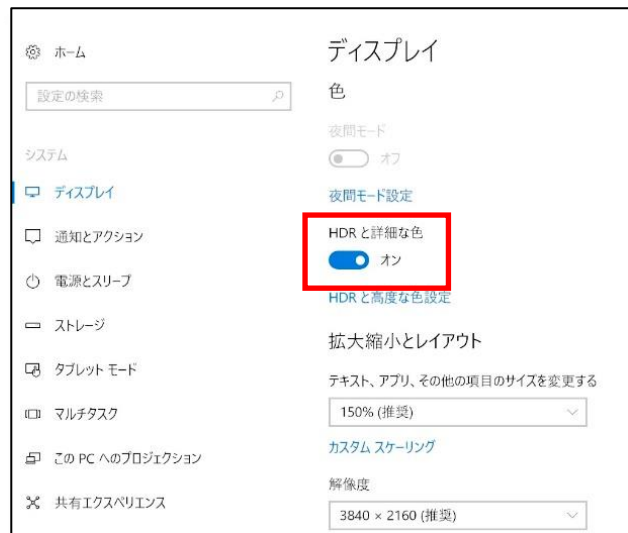 ホーム
設定の検索
システム
ディスプレイ
通知とアクション
電源とスリープ
ストレージ
タブレット モード
マルチタスク
この PC へのプロジェクション
共有エクスペリエンス
ディスプレイ
色
夜間モード
オフ
夜間モード設定
HDR と詳細な色
オン
HDR と高度な色設定
拡大縮小とレイアウト
テキスト、アプリ、その他の項目のサイズを変更する
150% (推奨)
カスタム スケーリング
解像度
3840 × 2160 (推奨)